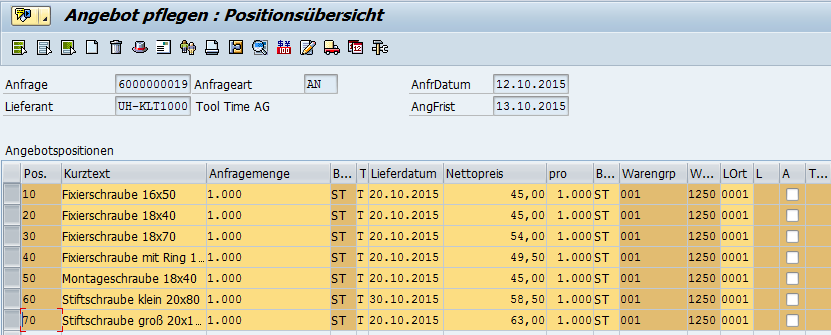 Angebot pflegen : Positionsübersicht
Anfrage 6000000019 Anfrageart AN AnfrDatum 12.10.2015
Lieferant UH-KLT1000 Tool Time AG AngFrist 13.10.2015
Angebotspositionen
Pos. Kurztext Anfragemenge B... T Lieferdatum Nettopreis pro B... Warengrp W... LOrt L A T...
10 Fixierschraube 16x50 1.000 ST T 20.10.2015 45,00 1.000 ST 001 1250 0001
20 Fixierschraube 18x40 1.000 ST T 20.10.2015 45,00 1.000 ST 001 1250 0001
30 Fixierschraube 18x70 1.000 ST T 20.10.2015 54,00 1.000 ST 001 1250 0001
40 Fixierschraube mit Ring 1... 1.000 ST T 20.10.2015 49,50 1.000 ST 001 1250 0001
50 Montageschraube 18x40 1.000 ST T 20.10.2015 45,00 1.000 ST 001 1250 0001
60 Stiftschraube klein 20x80 1.000 ST T 30.10.2015 58,50 1.000 ST 001 1250 0001
70 Stiftschraube groß 20x1... 1.000 ST T 20.10.2015 63,00 1.000 ST 001 1250 0001